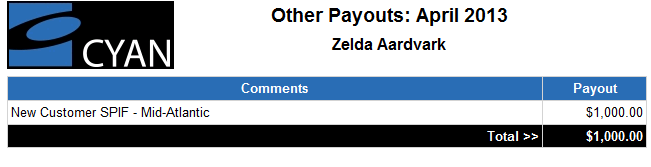 CYAN
Other Payouts: April 2013
Zelda Aardvark
Comments Payout
New Customer SPIF - Mid-Atlantic $1,000.00
Total >> $1,000.00